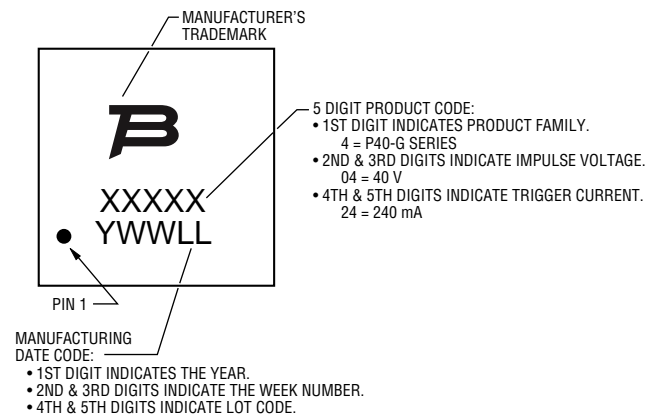 MANUFACTURER'S
TRADEMARK
5 DIGIT PRODUCT CODE:
• 1ST DIGIT INDICATES PRODUCT FAMILY.
4 = P40-G SERIES
• 2ND & 3RD DIGITS INDICATE IMPULSE VOLTAGE.
04 = 40 V
• 4TH & 5TH DIGITS INDICATE TRIGGER CURRENT.
24 = 240 mA
XXXXX
YWWLL
PIN 1
MANUFACTURING
DATE CODE:
• 1ST DIGIT INDICATES THE YEAR.
• 2ND & 3RD DIGITS INDICATE THE WEEK NUMBER.
• 4TH & 5TH DIGITS INDICATE LOT CODE.